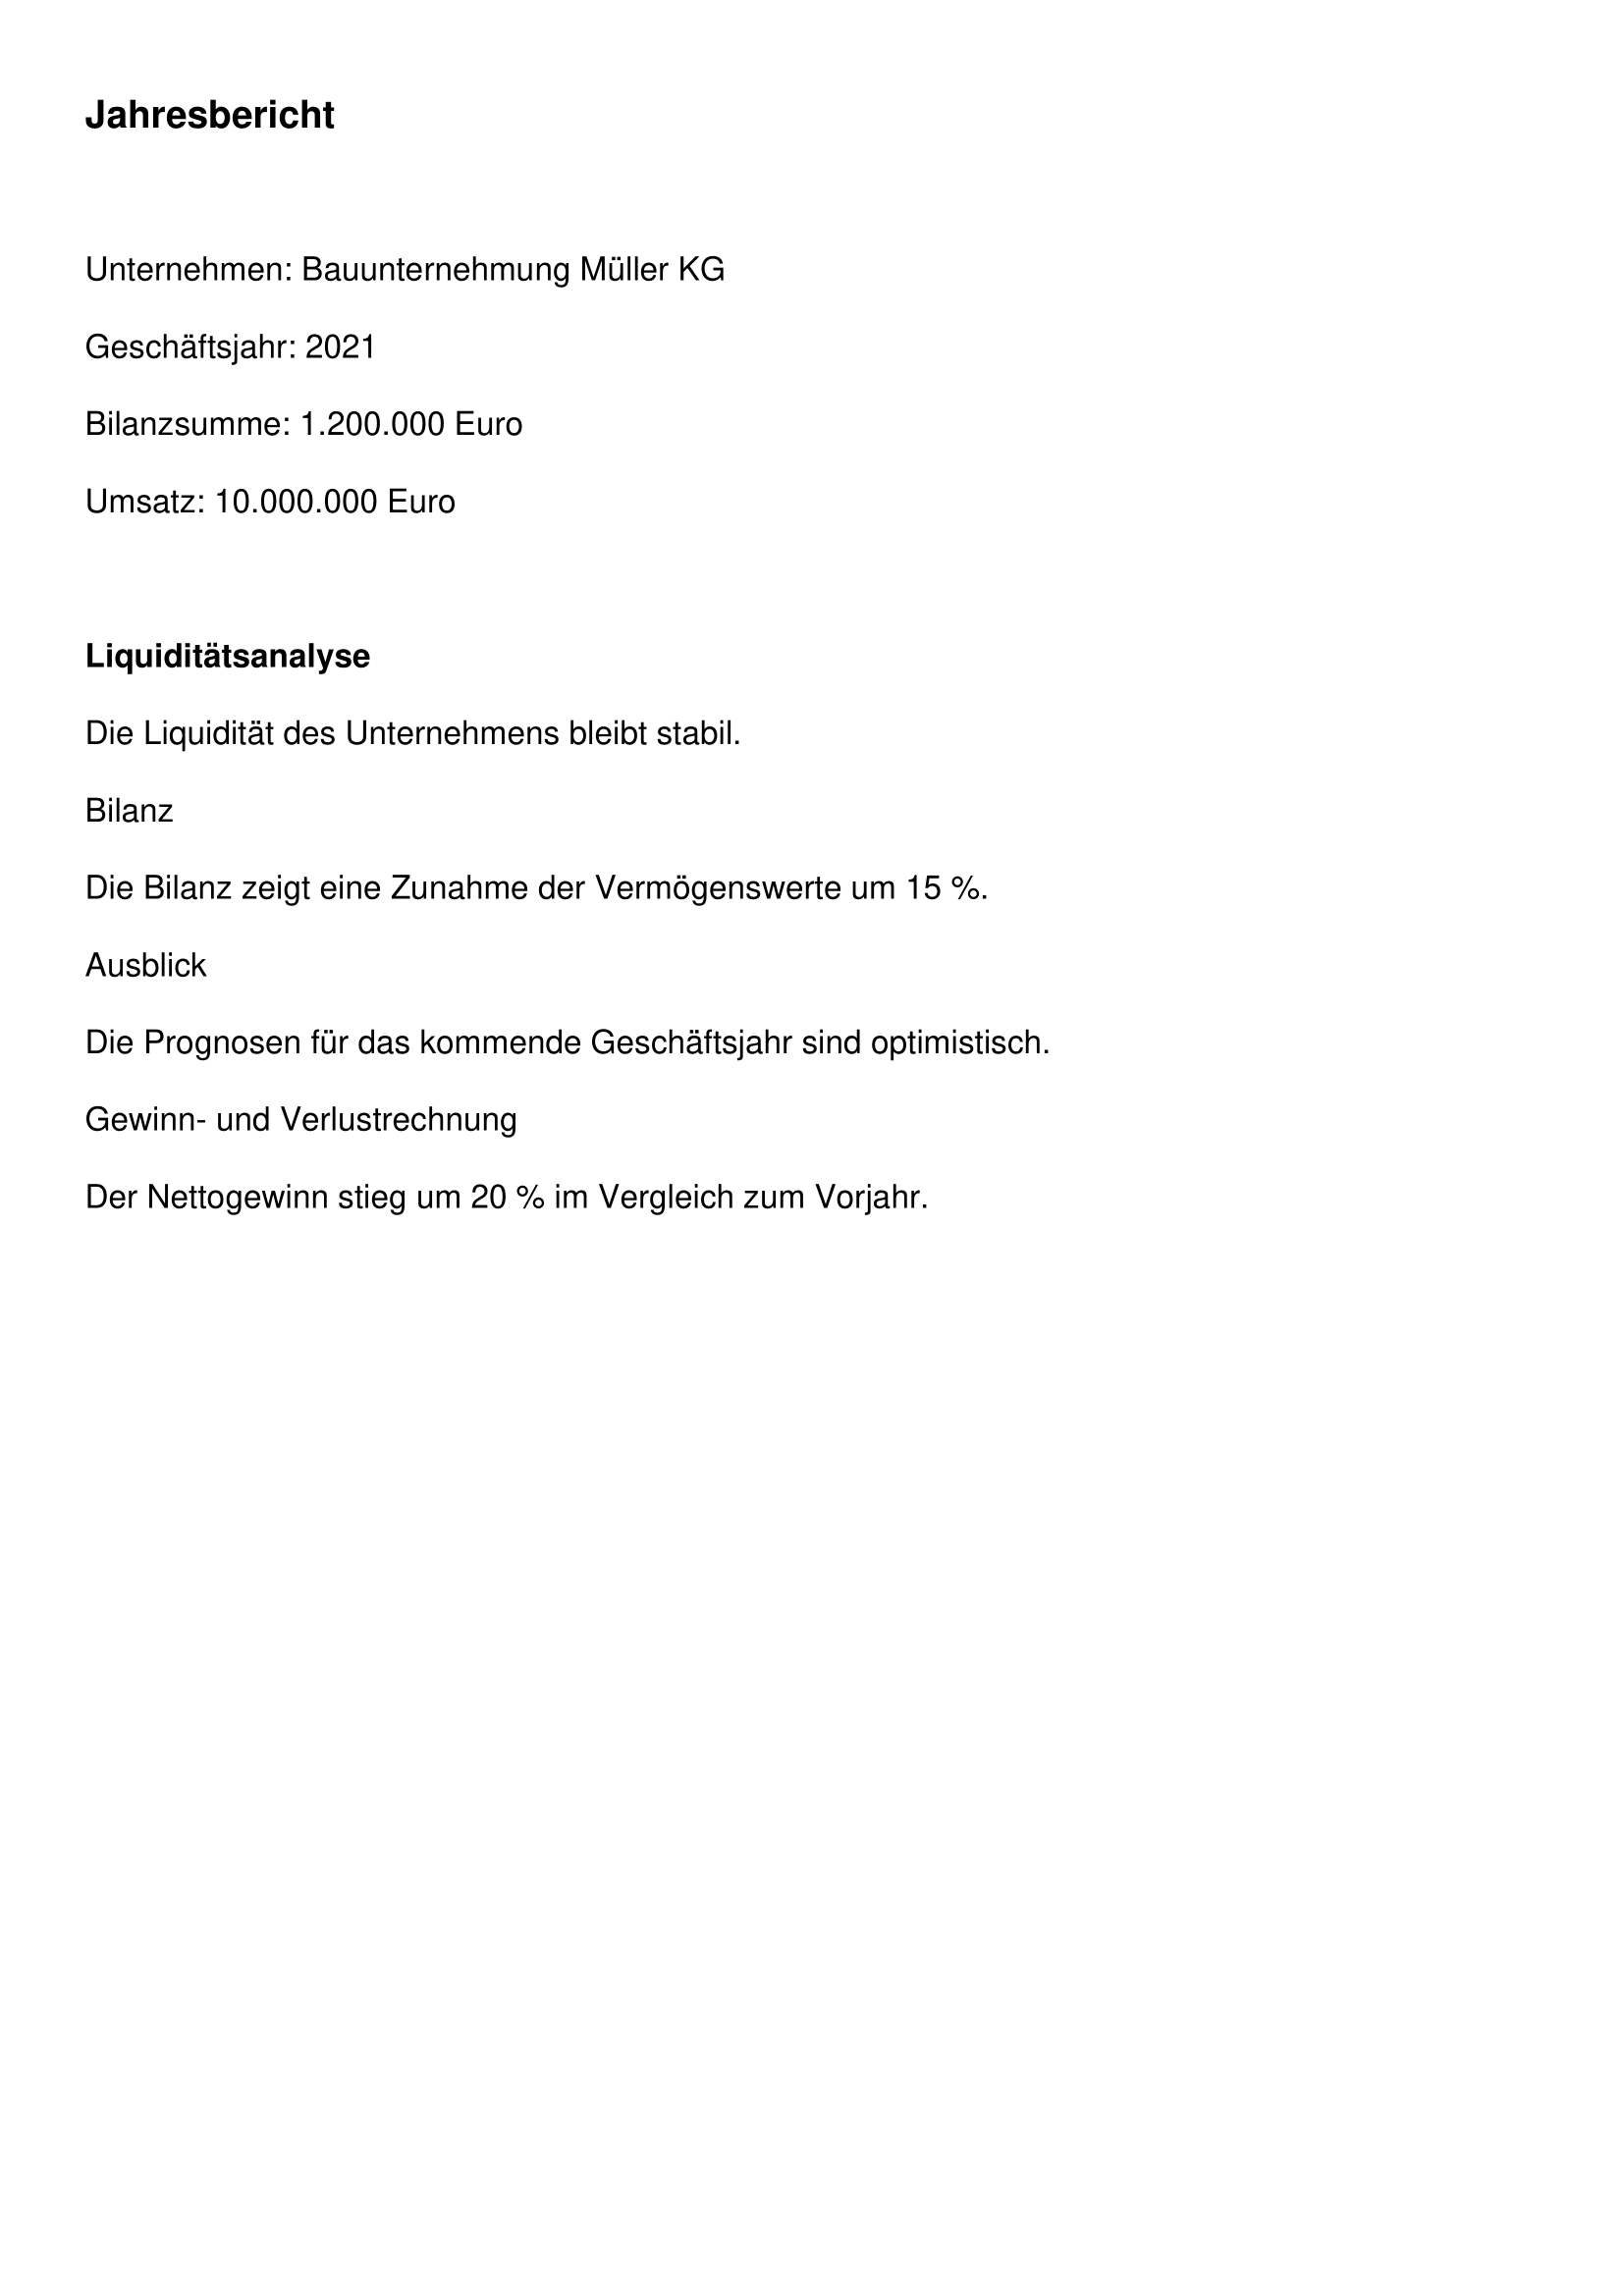 Jahresbericht
Unternehmen: Bauunternehmung Müller KG
Geschäftsjahr: 2021
Bilanzsumme: 1.200.000 Euro
Umsatz: 10.000.000 Euro
Liquiditätsanalyse
Die Liquidität des Unternehmens bleibt stabil.
Bilanz
Die Bilanz zeigt eine Zunahme der Vermögenswerte um 15 %.
Ausblick
Die Prognosen für das kommende Geschäftsjahr sind optimistisch.
Gewinn- und Verlustrechnung
Der Nettogewinn stieg um 20 % im Vergleich zum Vorjahr.